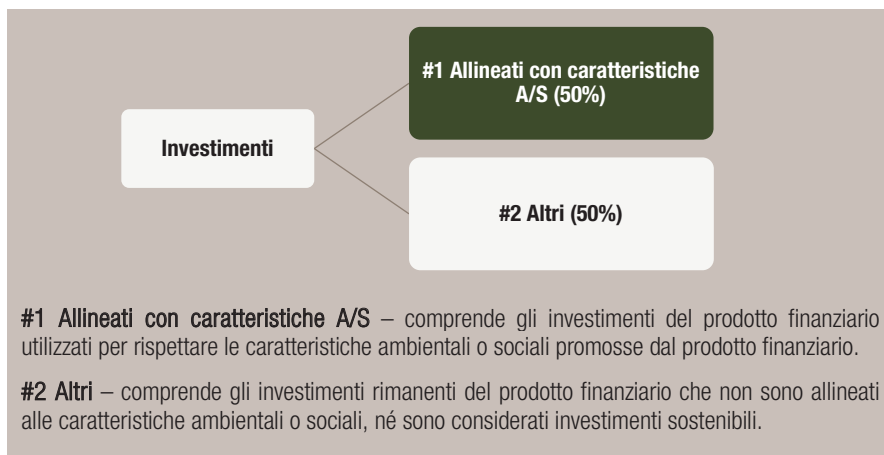 #1 Allineati con caratteristiche
A/S (50%)
Investimenti
#2 Altri (50%)
#1 Allineati con caratteristiche A/S – comprende gli investimenti del prodotto finanziario
utilizzati per rispettare le caratteristiche ambientali o sociali promosse dal prodotto finanziario.
#2 Altri – comprende gli investimenti rimanenti del prodotto finanziario che non sono allineati
alle caratteristiche ambientali o sociali, né sono considerati investimenti sostenibili.